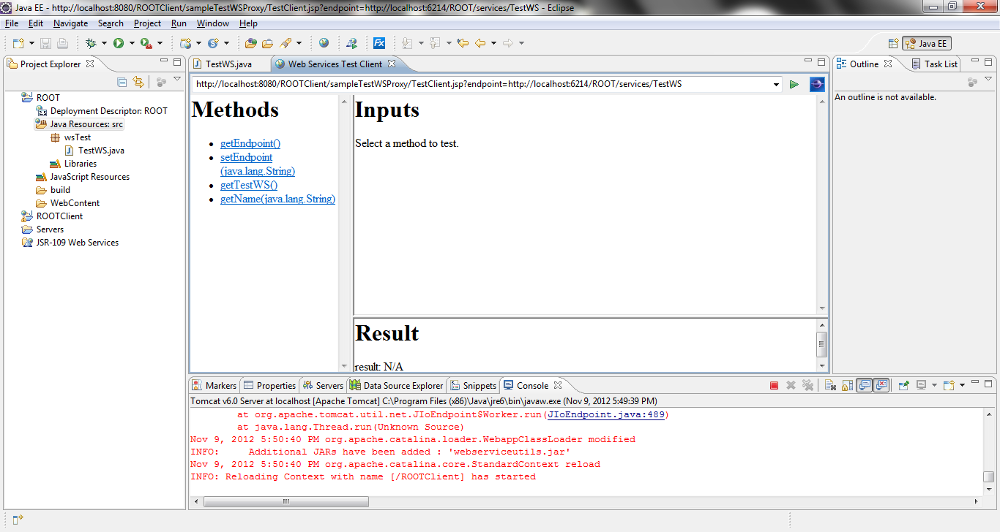 Java EE - http://localhost:8080/ROOTClient/sampleTestWSProxy/TestClient.jsp?endpoint=http://localhost:6214/ROOT/services/TestWS - Eclipse
File Edit Navigate Search Project Run Window Help
Java EE
Project Explorer
ROOT
Deployment Descriptor: ROOT
Java Resources: src
wsTest
TestWS.java
Libraries
JavaScript Resources
build
WebContent
ROOTClient
Servers
JSR-109 Web Services
TestWS.java Web Services Test Client
http://localhost:8080/ROOTClient/sampleTestWSProxy/TestClient.jsp?endpoint=http://localhost:6214/ROOT/services/TestWS
Methods
getEndpoint()
setEndpoint
(java.lang.String)
getTestWS()
getName(java.lang.String)
Inputs
Select a method to test.
Result
result: N/A
Outline Task List
An outline is not available.
Markers Properties Servers Data Source Explorer Snippets Console
Tomcat v6.0 Server at localhost [Apache Tomcat] C:\Program Files (x86)\Java\jre6\bin\javaw.exe (Nov 9, 2012 5:49:39 PM)
at org.apache.tomcat.util.net.JIoEndpoint$Worker.run(JIoEndpoint.java:489)
at java.lang.Thread.run(Unknown Source)
Nov 9, 2012 5:50:40 PM org.apache.catalina.loader.WebappClassLoader modified
INFO: Additional JARs have been added : 'webserviceutils.jar'
Nov 9, 2012 5:50:40 PM org.apache.catalina.core.StandardContext reload
INFO: Reloading Context with name [/ROOTClient] has started